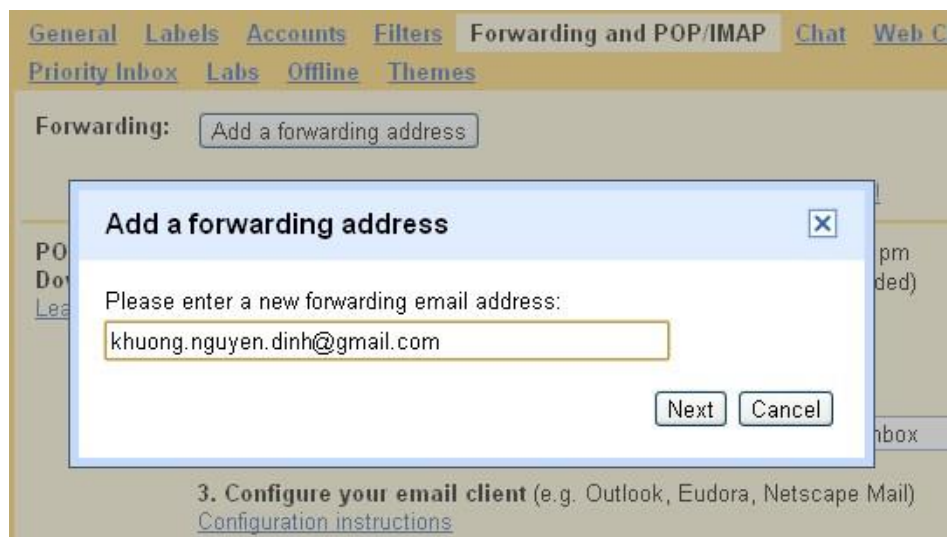 General Labels Accounts Filters Forwarding and POP/IMAP Chat Web
Priority Inbox Labs Offline Themes
Forwarding: Add a forwarding address
Add a forwarding address
pm
Please enter a new forwarding email address:
khuong.nguyen.dinh@gmail.com
Next Cancel
3. Configure your email client (e.g. Outlook, Eudora, Netscape Mail)
Configuration instructions